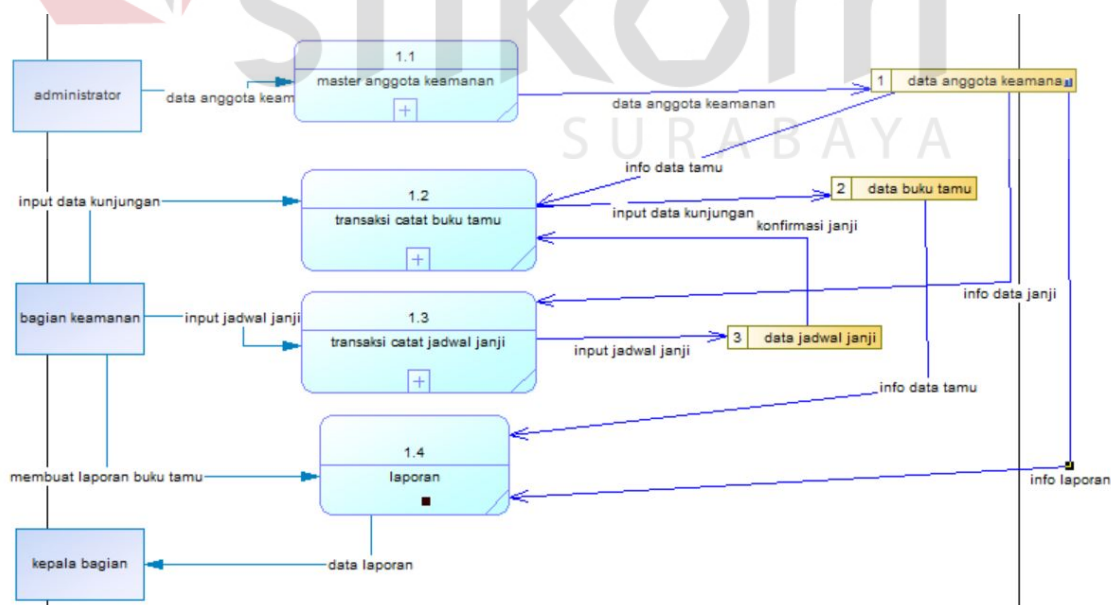 stikom
SURABAYA
administrator
data anggota keam
1.1
master anggota keamanan
data anggota keamanan
1 data anggota keamana
info data tamu
input data kunjungan
1.2
transaksi catat buku tamu
input data kunjungan
2 data buku tamu
konfirmasi janji
bagian keamanan
input jadwal janji
1.3
transaksi catat jadwal janji
input jadwal janji
3 data jadwal janji
info data janji
info data tamu
membuat laporan buku tamu
1.4
laporan
info laporan
kepala bagian
data laporan